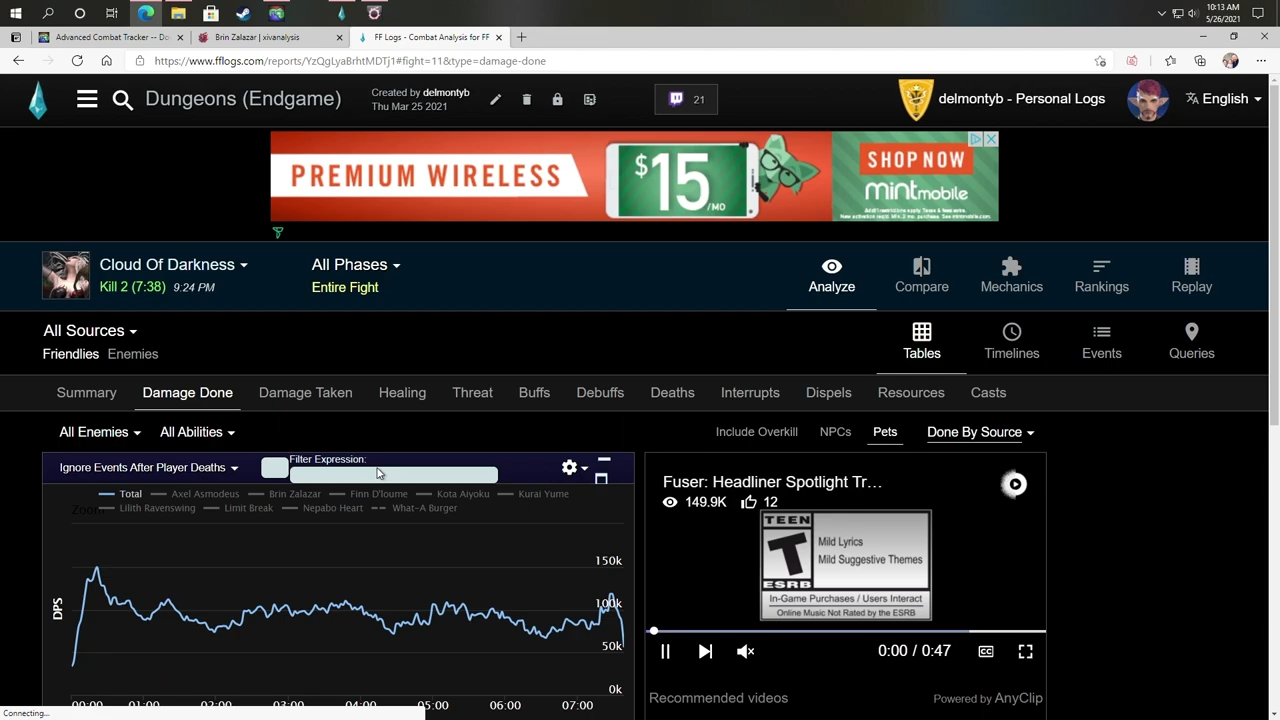 10:13 AM
5/26/2021
Advanced Combat Tracker -- Do
Brin Zalazar | xivanalysis
FF Logs - Combat Analysis for FF
https://www.fflogs.com/reports/YzQgLyaBrhtMDTj1#fight=11&type=damage-done
Dungeons (Endgame)
Created by delmontyb
Thu Mar 25 2021
21
delmontyb - Personal Logs
English
PREMIUM WIRELESS
$15
/MO
SHOP NOW
mintmobile
Cloud Of Darkness
Kill 2 (7:38) 9:24 PM
All Phases
Entire Fight
Analyze
Compare
Mechanics
Rankings
Replay
All Sources
Friendlies Enemies
Tables
Timelines
Events
Queries
Summary
Damage Done
Damage Taken
Healing
Threat
Buffs
Debuffs
Deaths
Interrupts
Dispels
Resources
Casts
All Enemies
All Abilities
Include Overkill
NPCs
Pets
Done By Source
Ignore Events After Player Deaths
Filter Expression:
Total Axel Asmodeus Brin Zalazar Finn D'loume Kota Aiyoku Kurai Yume
Zoom Lilith Ravenswing Limit Break Nepabo Heart What-A Burger
150k
100k
50k
0k
DPS
00:00 01:00 02:00 03:00 04:00 05:00 06:00 07:00
Fuser: Headliner Spotlight Tr...
149.9K 12
TEEN
T
ESRB
Mild Lyrics
Mild Suggestive Themes
In-Game Purchases / Users Interact
Online Music Not Rated by the ESRB
0:00 / 0:47
CC
Recommended videos
Powered by AnyClip
Connecting...